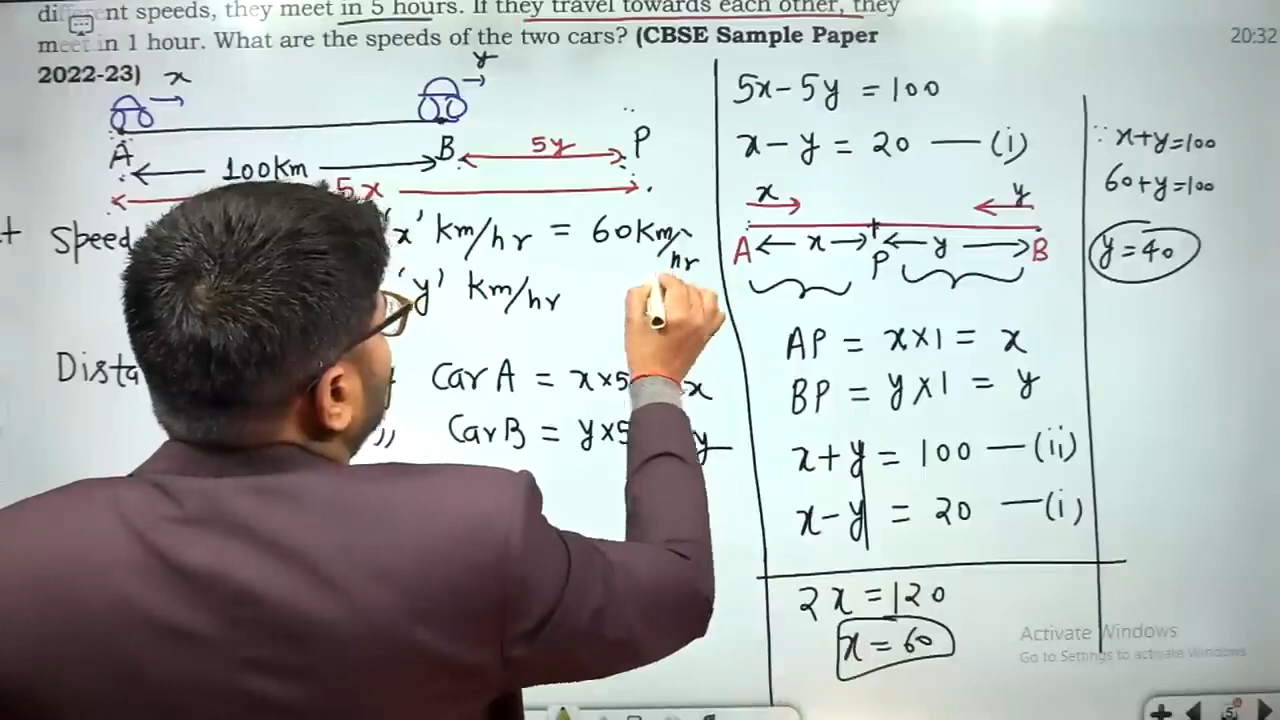 nt speeds, they meet in 5 hours. If they travel towards each other, they
meet in 1 hour. What are the speeds of the two cars? (CBSE Sample Paper
2022-23)
20:32
x
y
A
B
P
100Km
5y
5x
Speed
'x' km/hr = 60Km/hr
'y' km/hr
Car A = x×5
x
,, Car B = y×5
y
5x - 5y = 100
x - y = 20 — (i)
x
y
A
x
P
y
B
AP = x×1 = x
BP = y×1 = y
x+y = 100 — (ii)
x-y = 20 — (i)
2x = 120
x = 60
∵ x+y=100
60+y=100
y=40
Activate Windows
Go to Settings to activate Windows.
5